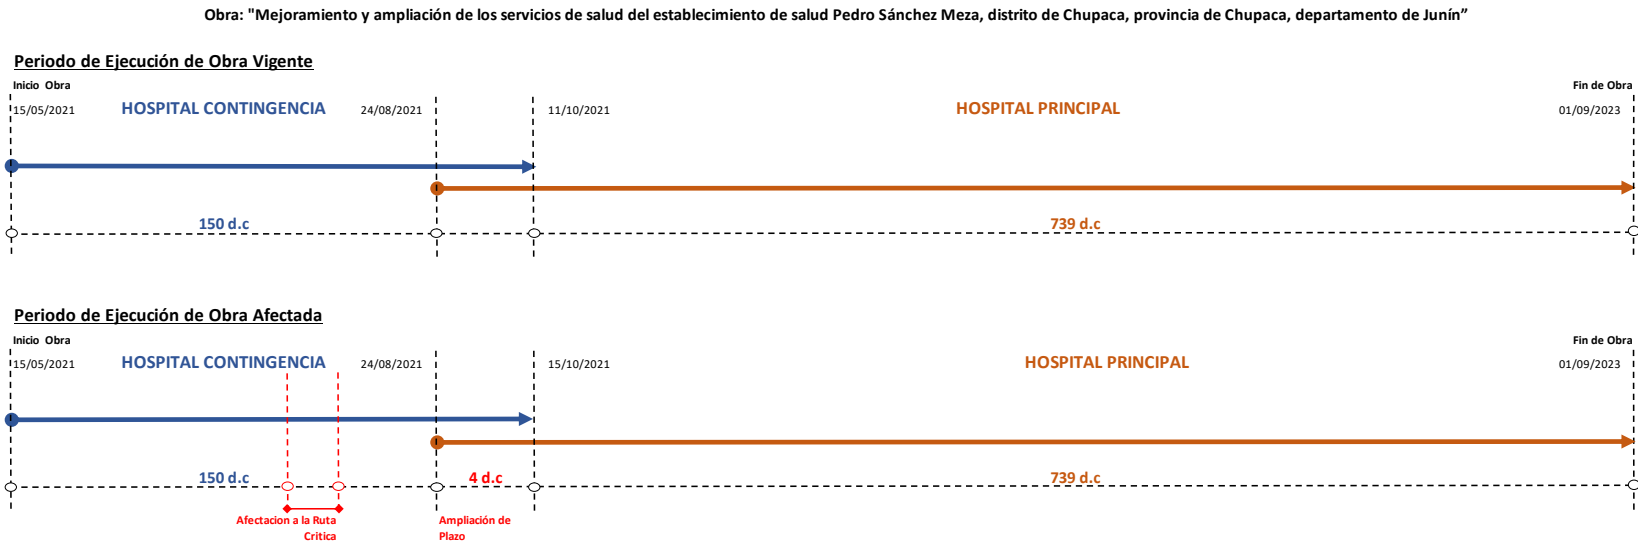 Obra: "Mejoramiento y ampliación de los servicios de salud del establecimiento de salud Pedro Sánchez Meza, distrito de Chupaca, provincia de Chupaca, departamento de Junín”
Periodo de Ejecución de Obra Vigente
Inicio Obra
Fin de Obra
15/05/2021
HOSPITAL CONTINGENCIA
24/08/2021
11/10/2021
HOSPITAL PRINCIPAL
01/09/2023
150 d.c
739 d.c
Periodo de Ejecución de Obra Afectada
Inicio Obra
Fin de Obra
15/05/2021
HOSPITAL CONTINGENCIA
24/08/2021
15/10/2021
HOSPITAL PRINCIPAL
01/09/2023
150 d.c
4 d.c
739 d.c
Afectacion a la Ruta
Critica
Ampliación de
Plazo